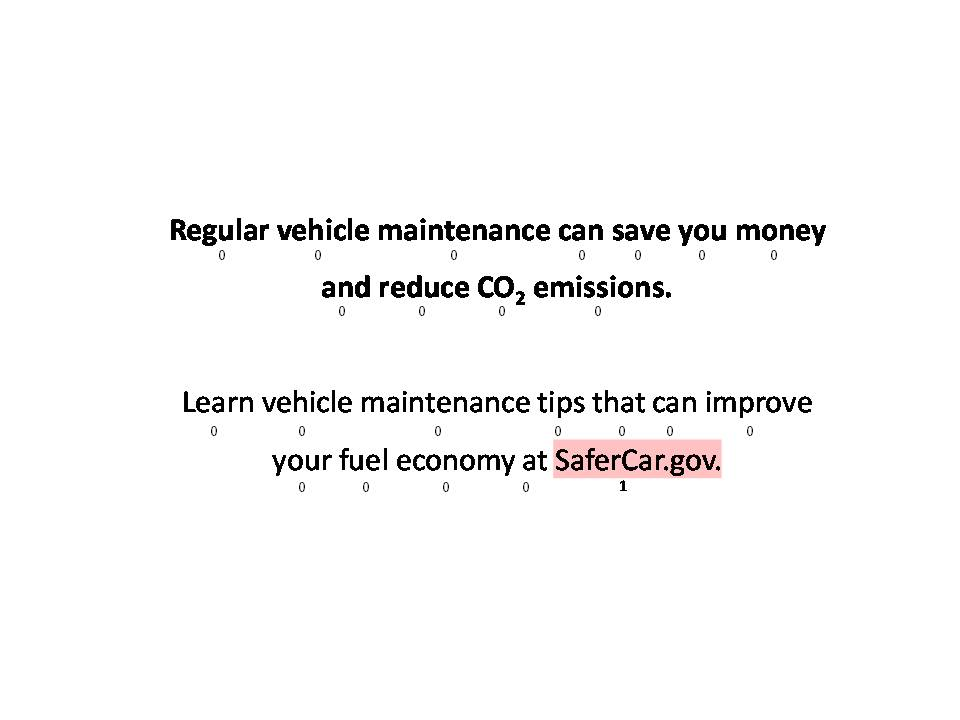 Regular vehicle maintenance can save you money
0 0 0 0 0 0 0
and reduce CO₂ emissions.
0 0 0 0
Learn vehicle maintenance tips that can improve
0 0 0 0 0 0 0
your fuel economy at SaferCar.gov.
0 0 0 0 1